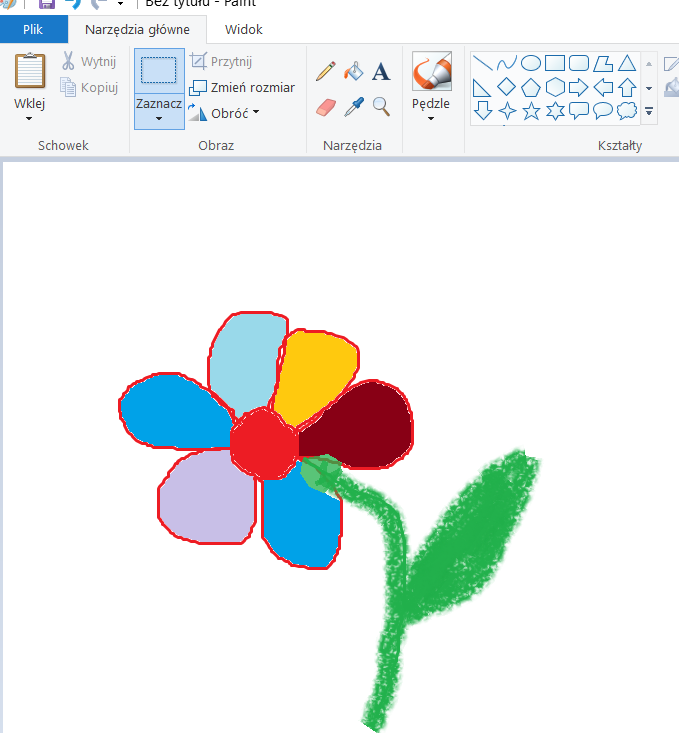 Bez tytułu - Paint
Plik Narzędzia główne Widok
Wklej
Wytnij
Kopiuj
Schowek
Zaznacz
Przytnij
Zmień rozmiar
Obróć
Obraz
A
Narzędzia
Pędzle
Kształty